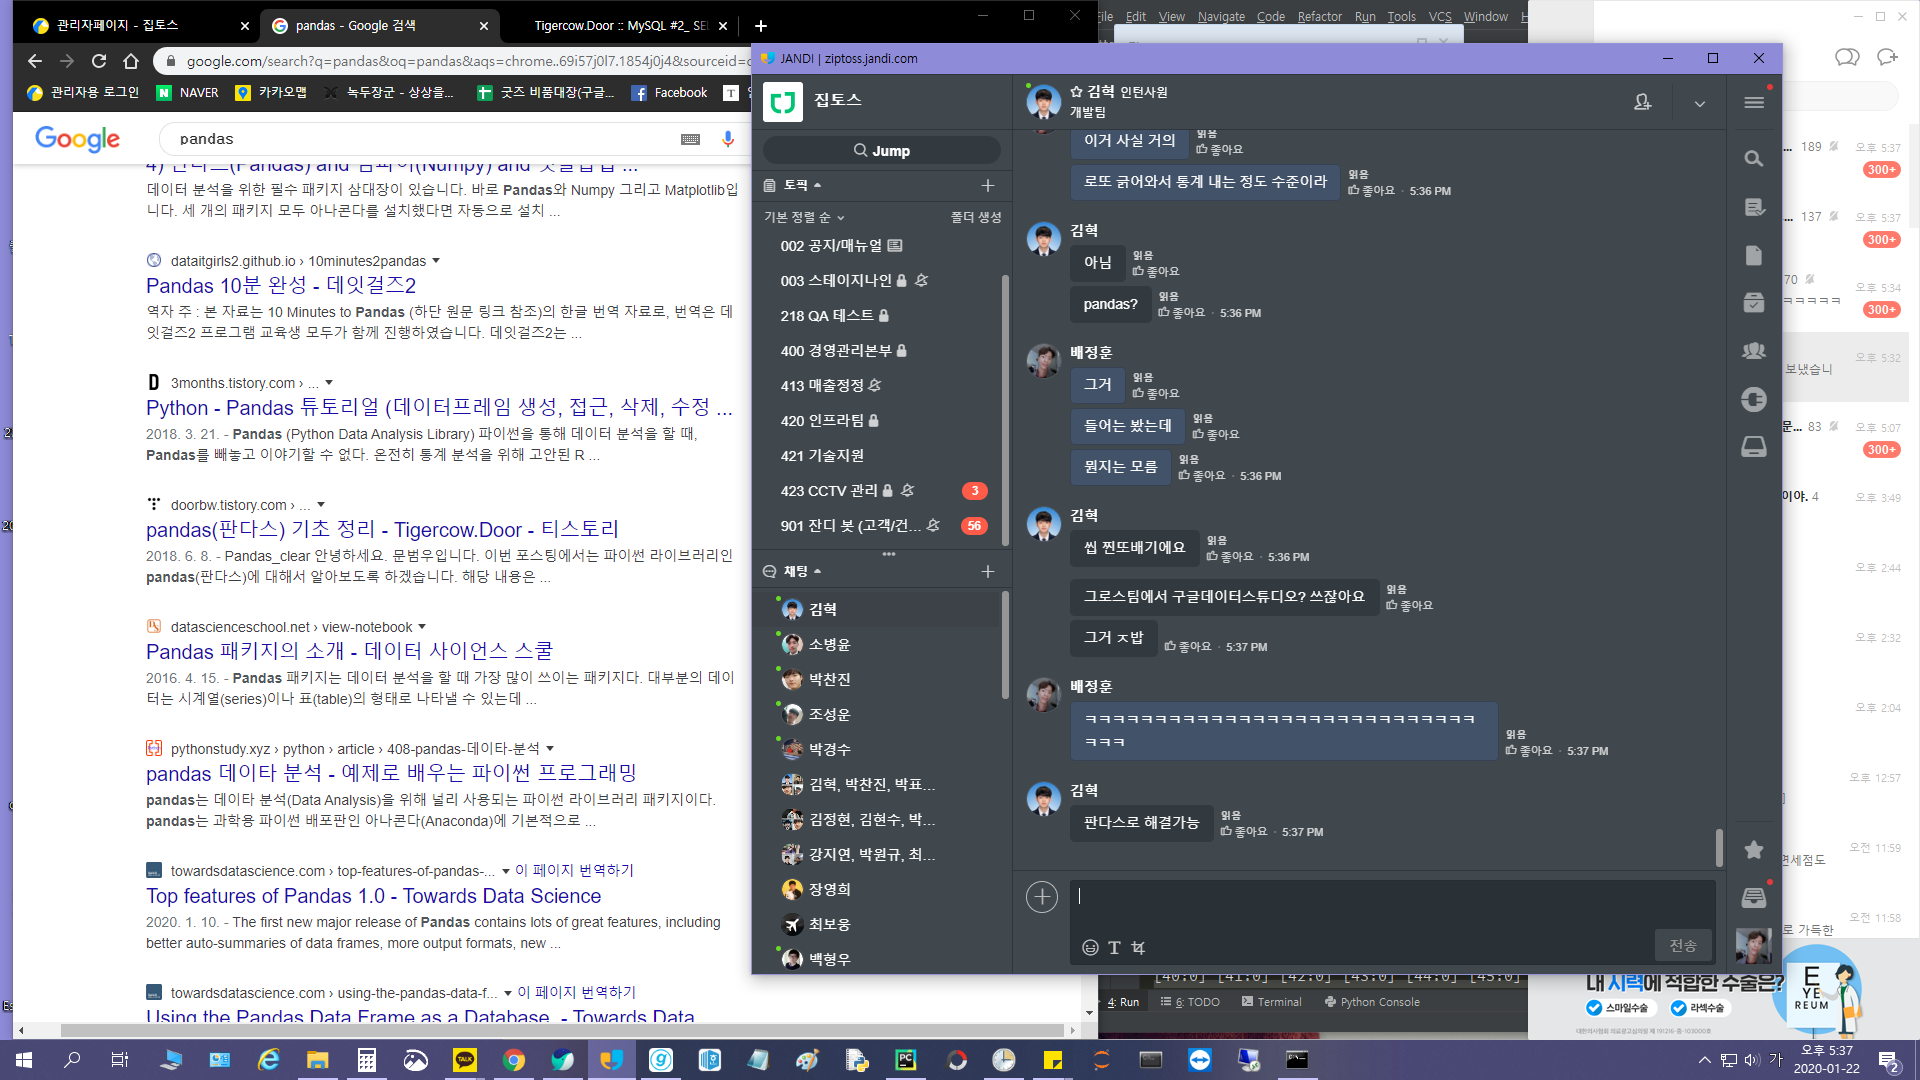 관리자페이지 - 집토스
pandas - Google 검색
Tigercow.Door :: MySQL #2_ SEL
google.com/search?q=pandas&oq=pandas&aqs=chrome..69i57j0l7.1854j0j4&sourceid=c
관리자용 로그인
NAVER
카카오맵
녹두장군 - 상상을...
굿즈 비품대장(구글...
Facebook
Google
pandas
데이터 분석을 위한 필수 패키지 삼대장이 있습니다. 바로 Pandas와 Numpy 그리고 Matplotlib입
니다. 세 개의 패키지 모두 아나콘다를 설치했다면 자동으로 설치 ...
dataitgirls2.github.io › 10minutes2pandas
Pandas 10분 완성 - 데잇걸즈2
역자 주 : 본 자료는 10 Minutes to Pandas (하단 원문 링크 참조)의 한글 번역 자료로, 번역은 데
잇걸즈2 프로그램 교육생 모두가 함께 진행하였습니다. 데잇걸즈2는 ...
3months.tistory.com › ...
Python - Pandas 튜토리얼 (데이터프레임 생성, 접근, 삭제, 수정 ...
2018. 3. 21. - Pandas (Python Data Analysis Library) 파이썬을 통해 데이터 분석을 할 때,
Pandas를 빼놓고 이야기할 수 없다. 온전히 통계 분석을 위해 고안된 R ...
doorbw.tistory.com › ...
pandas(판다스) 기초 정리 - Tigercow.Door - 티스토리
2018. 6. 8. - Pandas_clear 안녕하세요. 문범우입니다. 이번 포스팅에서는 파이썬 라이브러리인
pandas(판다스)에 대해서 알아보도록 하겠습니다. 해당 내용은 ...
datascienceschool.net › view-notebook
Pandas 패키지의 소개 - 데이터 사이언스 스쿨
2016. 4. 15. - Pandas 패키지는 데이터 분석을 할 때 가장 많이 쓰이는 패키지다. 대부분의 데이
터는 시계열(series)이나 표(table)의 형태로 나타낼 수 있는데 ...
pythonstudy.xyz › python › article › 408-pandas-데이타-분석
pandas 데이타 분석 - 예제로 배우는 파이썬 프로그래밍
pandas는 데이타 분석(Data Analysis)을 위해 널리 사용되는 파이썬 라이브러리 패키지이다.
pandas는 과학용 파이썬 배포판인 아나콘다(Anaconda)에 기본적으로 ...
towardsdatascience.com › top-features-of-pandas-... 이 페이지 번역하기
Top features of Pandas 1.0 - Towards Data Science
2020. 1. 10. - The first new major release of Pandas contains lots of great features, including
better auto-summaries of data frames, more output formats, new ...
towardsdatascience.com › using-the-pandas-data-f... 이 페이지 번역하기
Using the Pandas Data Frame as a Database. - Towards Data
File Edit View Navigate Code Refactor Run Tools VCS Window H
JANDI | ziptoss.jandi.com
집토스
Jump
토픽
기본 정렬 순
폴더 생성
002 공지/매뉴얼
003 스테이지나인
218 QA 테스트
400 경영관리본부
413 매출정정
420 인프라팀
421 기술지원
423 CCTV 관리 3
901 잔디 봇 (고객/건... 56
채팅
김혁
소병윤
박찬진
조성운
박경수
김혁, 박찬진, 박표...
김정현, 김현수, 박...
강지연, 박원규, 최...
장영희
최보웅
백형우
김혁 인턴사원
개발팀
이거 사실 거의 읽음 좋아요
로또 긁어와서 통계 내는 정도 수준이라 읽음 좋아요 · 5:36 PM
김혁
아님 읽음 좋아요
pandas? 읽음 좋아요 · 5:36 PM
배정훈
그거 읽음 좋아요
들어는 봤는데 읽음 좋아요
뭔지는 모름 읽음 좋아요 · 5:36 PM
김혁
씹 찐또배기에요 읽음 좋아요 · 5:36 PM
그로스팀에서 구글데이터스튜디오? 쓰잖아요 읽음 좋아요
그거 ㅈ밥 좋아요 · 5:37 PM
배정훈
ㅋㅋㅋㅋㅋㅋㅋㅋㅋㅋㅋㅋㅋㅋㅋㅋㅋㅋㅋㅋㅋㅋㅋㅋㅋㅋㅋㅋ
ㅋㅋㅋ 읽음 좋아요 · 5:37 PM
김혁
판다스로 해결가능 읽음 좋아요 · 5:37 PM
전송
... 189 오후 5:37
300+
... 137 오후 5:37
300+
70 오후 5:34
ㅋㅋㅋㅋㅋ 300+
오후 5:32
보냈습니
문... 83 오후 5:07
300+
이야. 4 오후 3:49
오후 2:44
오후 2:32
오후 2:04
오후 12:57
오전 11:59
면세점도
오전 11:58
로 가득한
[40:0] [41:0] [42:0] [43:0] [44:0] [45:0]
4: Run 6: TODO Terminal Python Console
내 시력에 적합한 수술은?
스마일수술 라섹수술
EYE
REUM
TALK
가
오후 5:37
2020-01-22
2